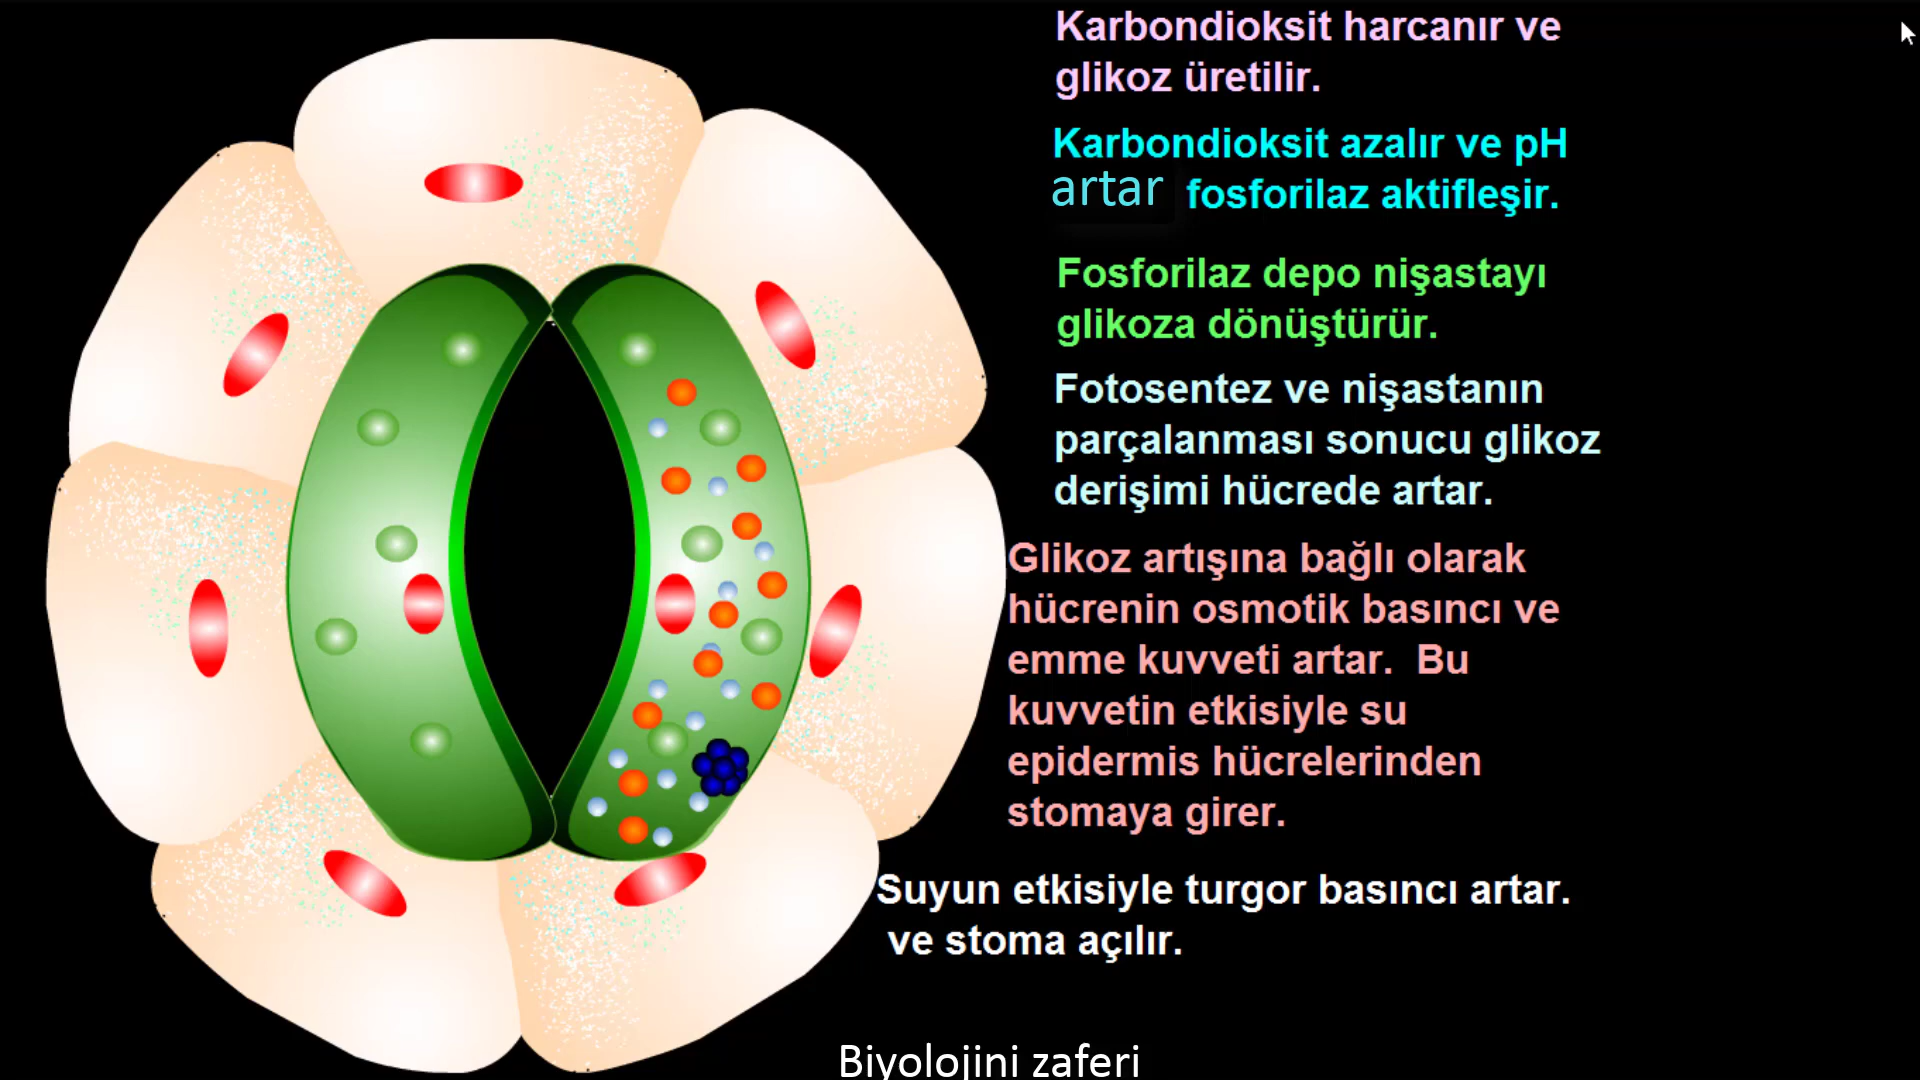 Karbondioksit harcanır ve
glikoz üretilir.
Karbondioksit azalır ve pH
artar fosforilaz aktifleşir.
Fosforilaz depo nişastayı
glikoza dönüştürür.
Fotosentez ve nişastanın
parçalanması sonucu glikoz
derişimi hücrede artar.
Glikoz artışına bağlı olarak
hücrenin osmotik basıncı ve
emme kuvveti artar. Bu
kuvvetin etkisiyle su
epidermis hücrelerinden
stomaya girer.
Suyun etkisiyle turgor basıncı artar.
ve stoma açılır.
Biyolojini zaferi